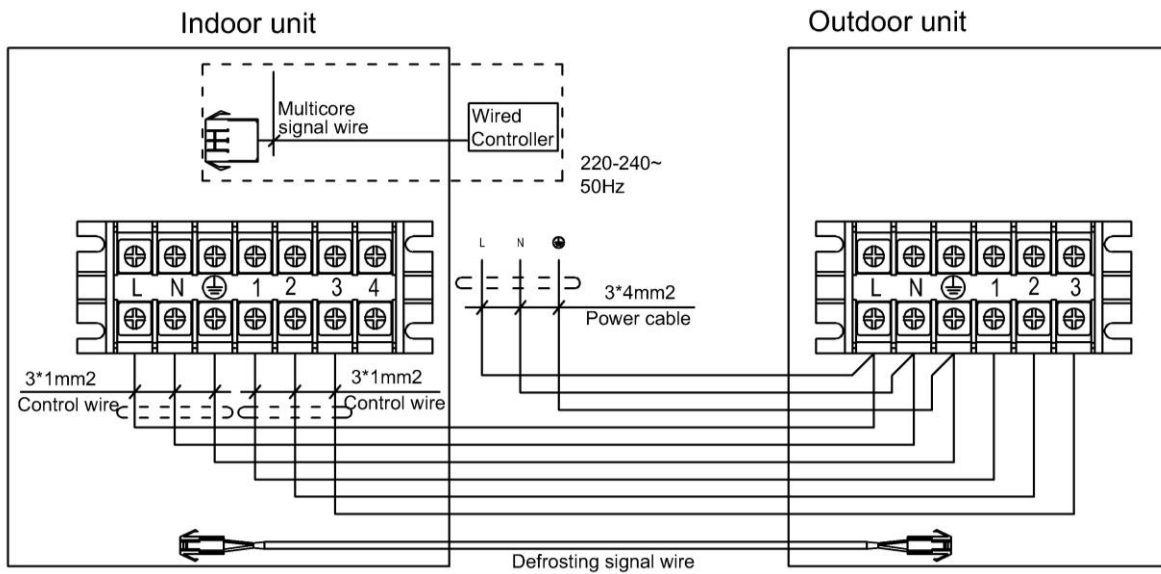 Indoor unit
Outdoor unit
Multicore
signal wire
Wired
Controller
220-240~
50Hz
L N 1 2 3 4
L N
3*4mm2
Power cable
L N 1 2 3
3*1mm2
Control wire
3*1mm2
Control wire
Defrosting signal wire